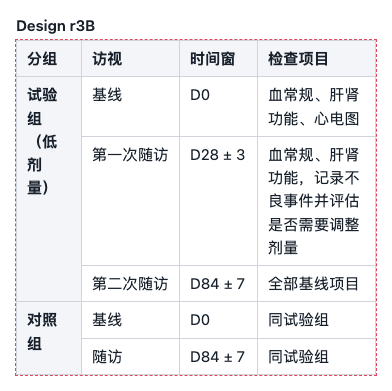 Design r3B
分组 访视 时间窗 检查项目
试验
组
（低
剂
量）
基线 D0 血常规、肝肾
功能、心电图
第一次随访 D28 ± 3 血常规、肝肾
功能，记录不
良事件并评估
是否需要调整
剂量
第二次随访 D84 ± 7 全部基线项目
对照
组
基线 D0 同试验组
随访 D84 ± 7 同试验组